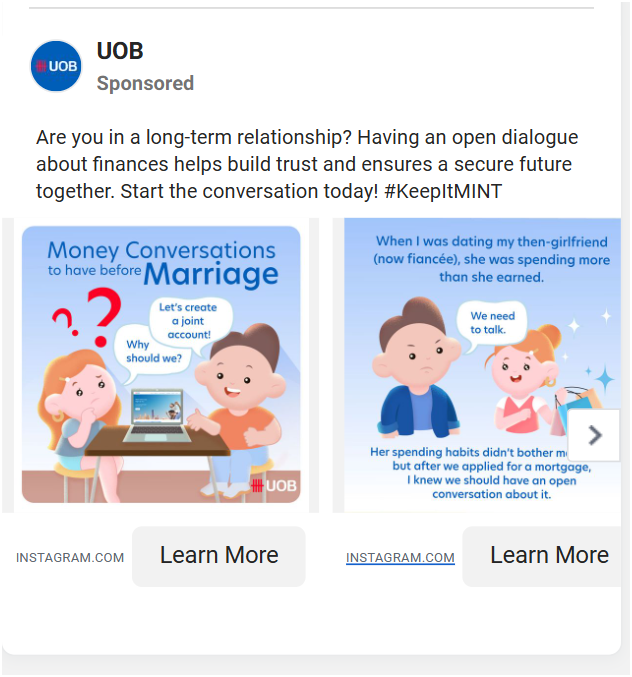 UOB
UOB
Sponsored
Are you in a long-term relationship? Having an open dialogue
about finances helps build trust and ensures a secure future
together. Start the conversation today! #KeepItMINT
Money Conversations
to have before Marriage
Let's create
a joint
account!
Why
should we?
UOB
When I was dating my then-girlfriend
(now fiancée), she was spending more
than she earned.
We need
to talk.
Her spending habits didn't bother
but after we applied for a mortgage,
I knew we should have an open
conversation about it.
INSTAGRAM.COM
Learn More
INSTAGRAM.COM
Learn More